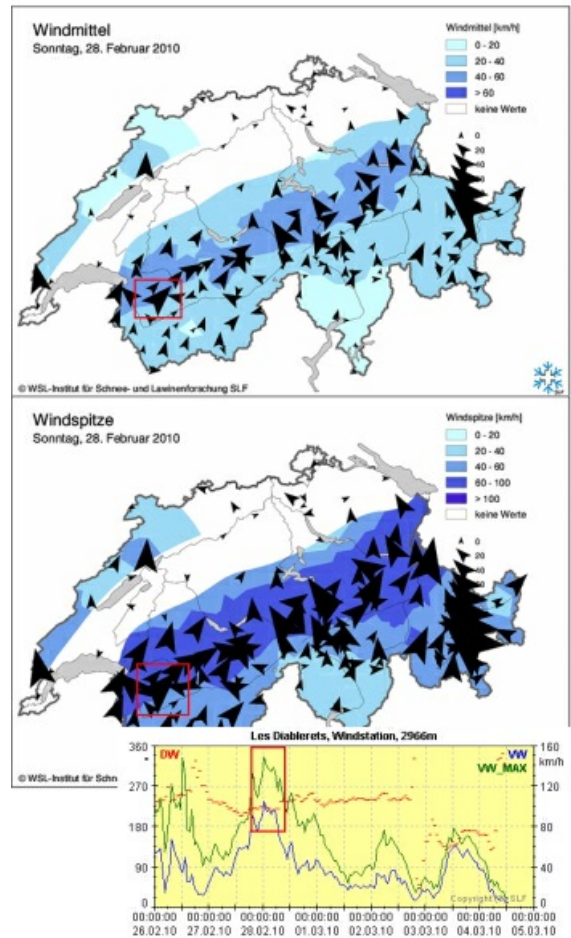 Windmittel
Sonntag, 28. Februar 2010
Windmittel [km/h]
0 - 20
20 - 40
40 - 60
> 60
keine Werte
0
20
40
© WSL-Institut für Schnee- und Lawinenforschung SLF
SLF
Windspitze
Sonntag, 28. Februar 2010
Windspitze [km/h]
0 - 20
20 - 40
40 - 60
60 - 100
> 100
keine Werte
0
20
40
© WSL-Institut für Schn
Les Diablerets, Windstation, 2966m
360
270
180
90
0
DW
VW
VW_MAX
160
km/h
120
80
40
0
Copyright by SLF
00:00:00 00:00:00 00:00:00 00:00:00 00:00:00 00:00:00 00:00:00 00:00:00
26.02.10 27.02.10 28.02.10 01.03.10 02.03.10 03.03.10 04.03.10 05.03.10